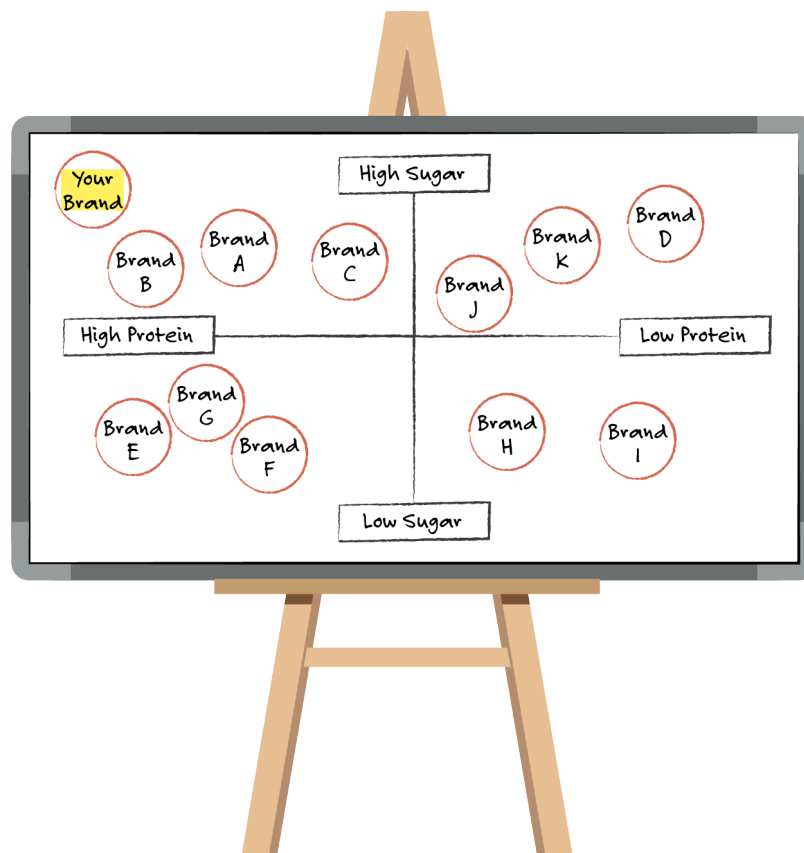 High Sugar
Your
Brand
Brand
D
Brand
A
Brand
K
Brand
C
Brand
B
Brand
J
High Protein
Low Protein
Brand
G
Brand
E
Brand
H
Brand
I
Brand
F
Low Sugar